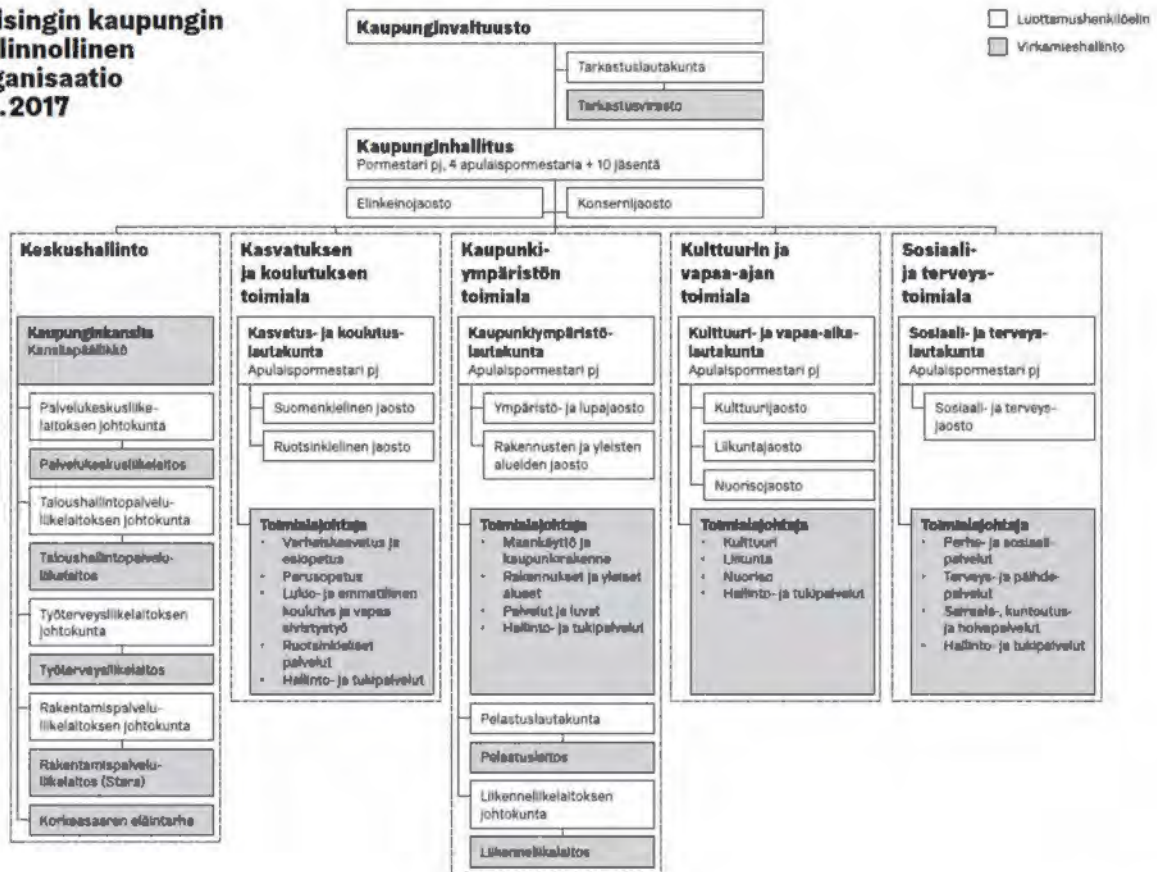 singin kaupungin
linnollinen
ganisaatio
.2017
Kaupunginvaltuusto
Tarkastuslautakunta
Tarkastusvirasto
Kaupunginhallitus
Pormestari pj, 4 apulaispormestaria + 10 jäsentä
Elinkeinojaosto
Konsernijaosto
Luottamushenkilöelin
Virkamieshallinto
Keskushallinto
Kaupunginkanslia
Kansliapäällikkö
Palvelukeskusliike-
laitoksen johtokunta
Palvelukeskusliikelaitos
Taloushallintopalvelu-
liikelaitoksen johtokunta
Taloushallintopalvelu-
liikelaitos
Työterveysliikelaitoksen
johtokunta
Työterveysliikelaitos
Rakentamispalvelu-
liikelaitoksen johtokunta
Rakentamispalvelu-
liikelaitos (Stara)
Korkeasaaren eläintarha
Kasvatuksen
ja koulutuksen
toimiala
Kasvatus- ja koulutus-
lautakunta
Apulaispormestari pj
Suomenkielinen jaosto
Ruotsinkielinen jaosto
Toimialajohtaja
• Varhaiskasvatus ja
esiopetus
• Perusopetus
• Lukio- ja ammatillinen
koulutus ja vapaa
sivistystyö
• Ruotsinkieliset
palvelut
• Hallinto- ja tukipalvelut
Kaupunki-
ympäristön
toimiala
Kaupunkiympäristö-
lautakunta
Apulaispormestari pj
Ympäristö- ja lupajaosto
Rakennusten ja yleisten
alueiden jaosto
Toimialajohtaja
• Maankäyttö ja
kaupunkirakenne
• Rakennukset ja yleiset
alueet
• Palvelut ja luvat
• Hallinto- ja tukipalvelut
Pelastuslautakunta
Pelastuslaitos
Liikenneliikelaitoksen
johtokunta
Liikenneliikelaitos
Kulttuurin ja
vapaa-ajan
toimiala
Kulttuuri- ja vapaa-aika-
lautakunta
Apulaispormestari pj
Kulttuurijaosto
Liikuntajaosto
Nuorisojaosto
Toimialajohtaja
• Kulttuuri
• Liikunta
• Nuoriso
• Hallinto- ja tukipalvelut
Sosiaali-
ja terveys-
toimiala
Sosiaali- ja terveys-
lautakunta
Apulaispormestari pj
Sosiaali- ja terveys-
jaosto
Toimialajohtaja
• Perhe- ja sosiaali-
palvelut
• Terveys- ja päihde-
palvelut
• Sairaala-, kuntoutus-
ja hoivapalvelut
• Hallinto- ja tukipalvelut